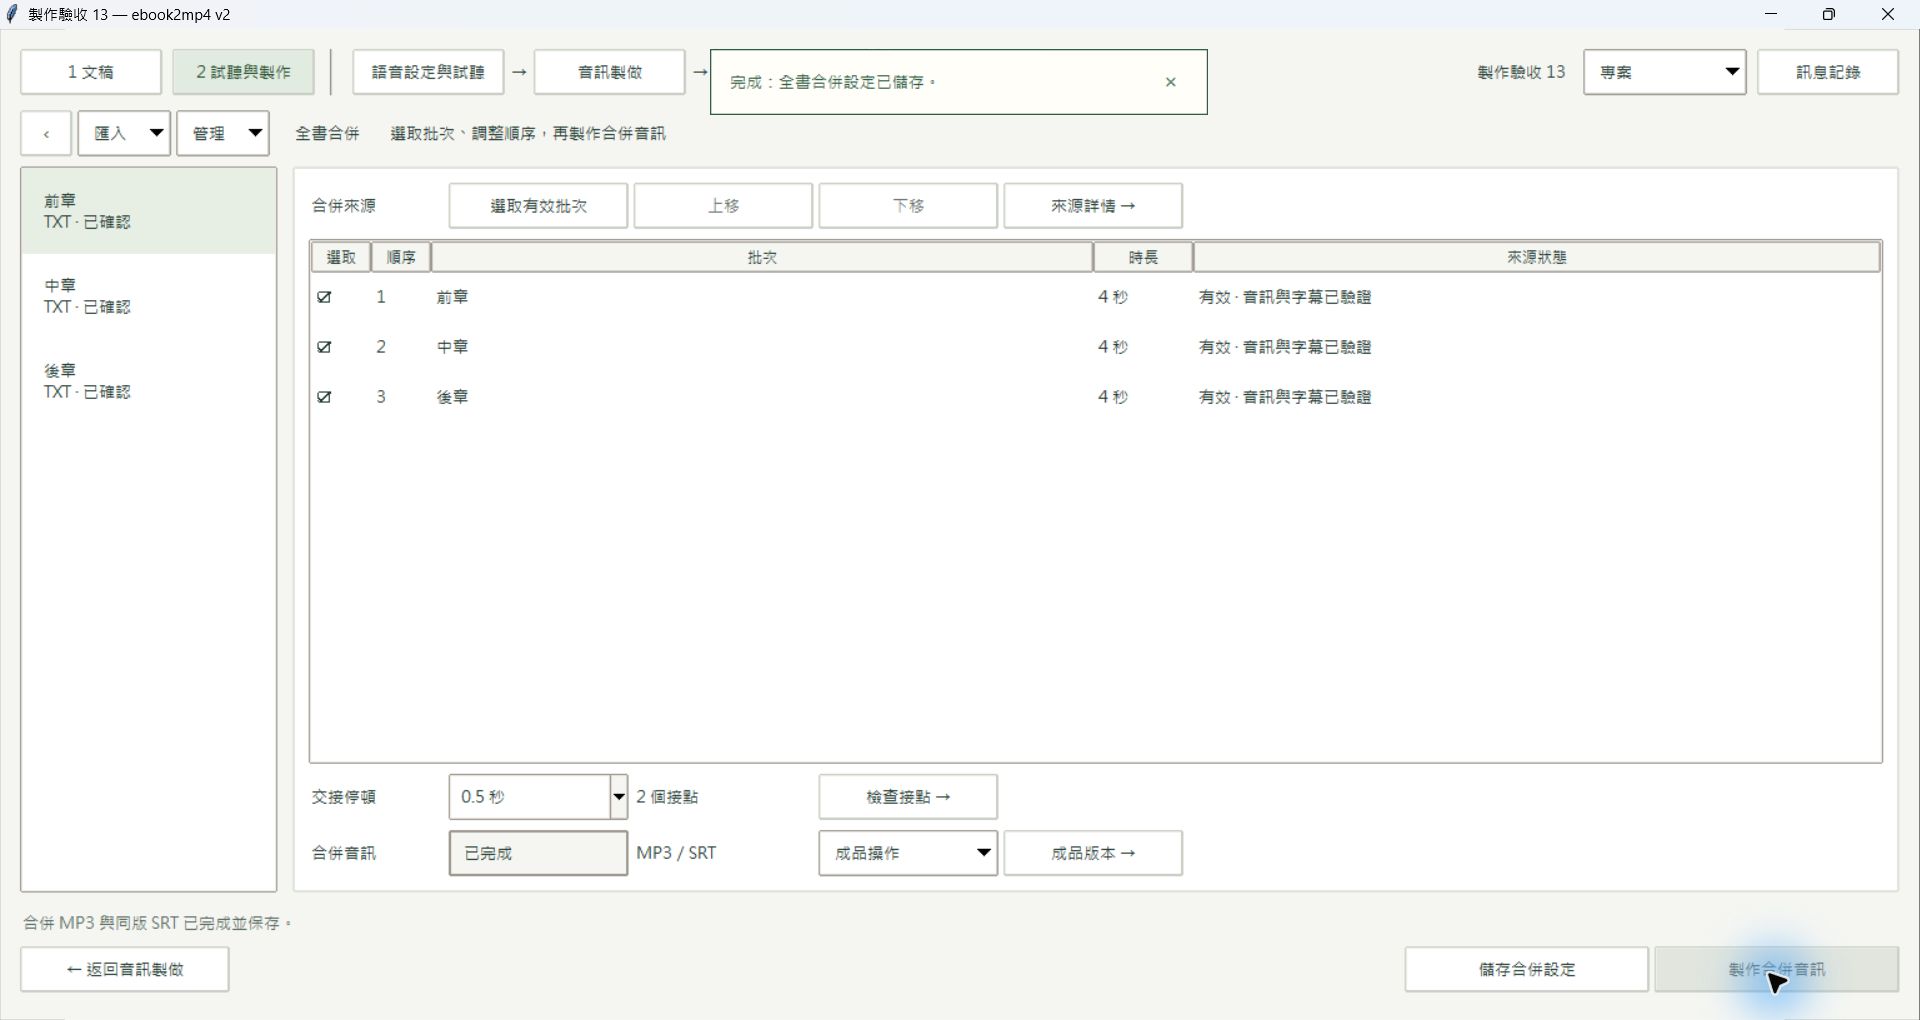 製作驗收 13 — ebook2mp4 v2
1 文稿
2 試聽與製作
語音設定與試聽
→
音訊製做
→
完成：全書合併設定已儲存。
×
製作驗收 13
專案
訊息記錄
‹
匯入
管理
全書合併
選取批次、調整順序，再製作合併音訊
前章
TXT · 已確認
中章
TXT · 已確認
後章
TXT · 已確認
合併來源
選取有效批次
上移
下移
來源詳情 →
選取 順序 批次 時長 來源狀態
1 前章 4 秒 有效 · 音訊與字幕已驗證
2 中章 4 秒 有效 · 音訊與字幕已驗證
3 後章 4 秒 有效 · 音訊與字幕已驗證
交接停頓
0.5 秒
2 個接點
檢查接點 →
合併音訊
已完成
MP3 / SRT
成品操作
成品版本 →
合併 MP3 與同版 SRT 已完成並保存。
← 返回音訊製做
儲存合併設定
製作合併音訊